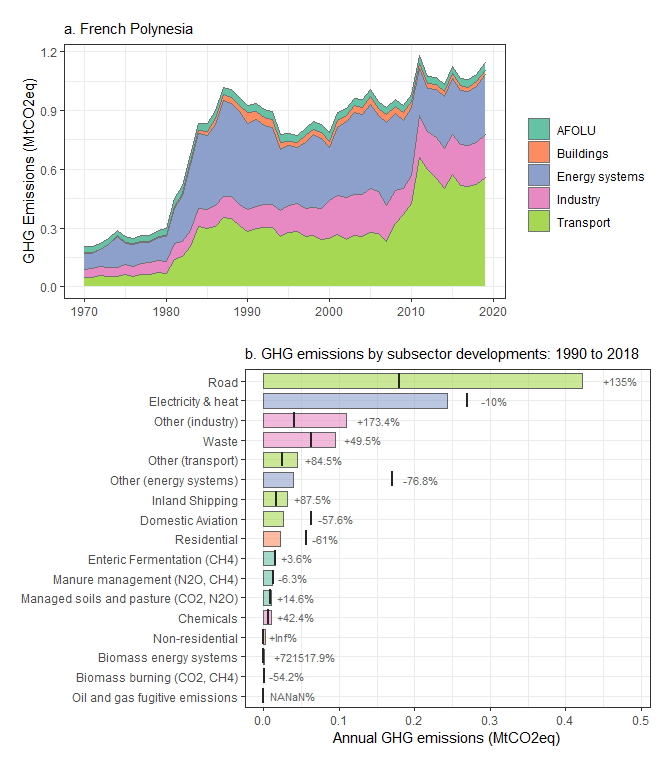 a. French Polynesia
GHG Emissions (MtCO2eq)
1.2
0.9
0.6
0.3
0.0
1970
1980
1990
2000
2010
2020
AFOLU
Buildings
Energy systems
Industry
Transport
b. GHG emissions by subsector developments: 1990 to 2018
Road +135%
Electricity & heat -10%
Other (industry) +173.4%
Waste +49.5%
Other (transport) +84.5%
Other (energy systems) -76.8%
Inland Shipping +87.5%
Domestic Aviation -57.6%
Residential -61%
Enteric Fermentation (CH4) +3.6%
Manure management (N2O, CH4) -6.3%
Managed soils and pasture (CO2, N2O) +14.6%
Chemicals +42.4%
Non-residential +Inf%
Biomass energy systems +721517.9%
Biomass burning (CO2, CH4) -54.2%
Oil and gas fugitive emissions NANaN%
0.0
0.1
0.2
0.3
0.4
0.5
Annual GHG emissions (MtCO2eq)